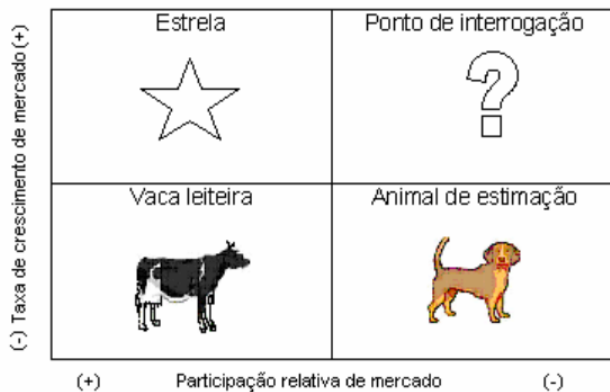 Estrela
Ponto de interrogação
Vaca leiteira
Animal de estimação
(-) Taxa de crescimento de mercado (+)
(+) Participação relativa de mercado (-)